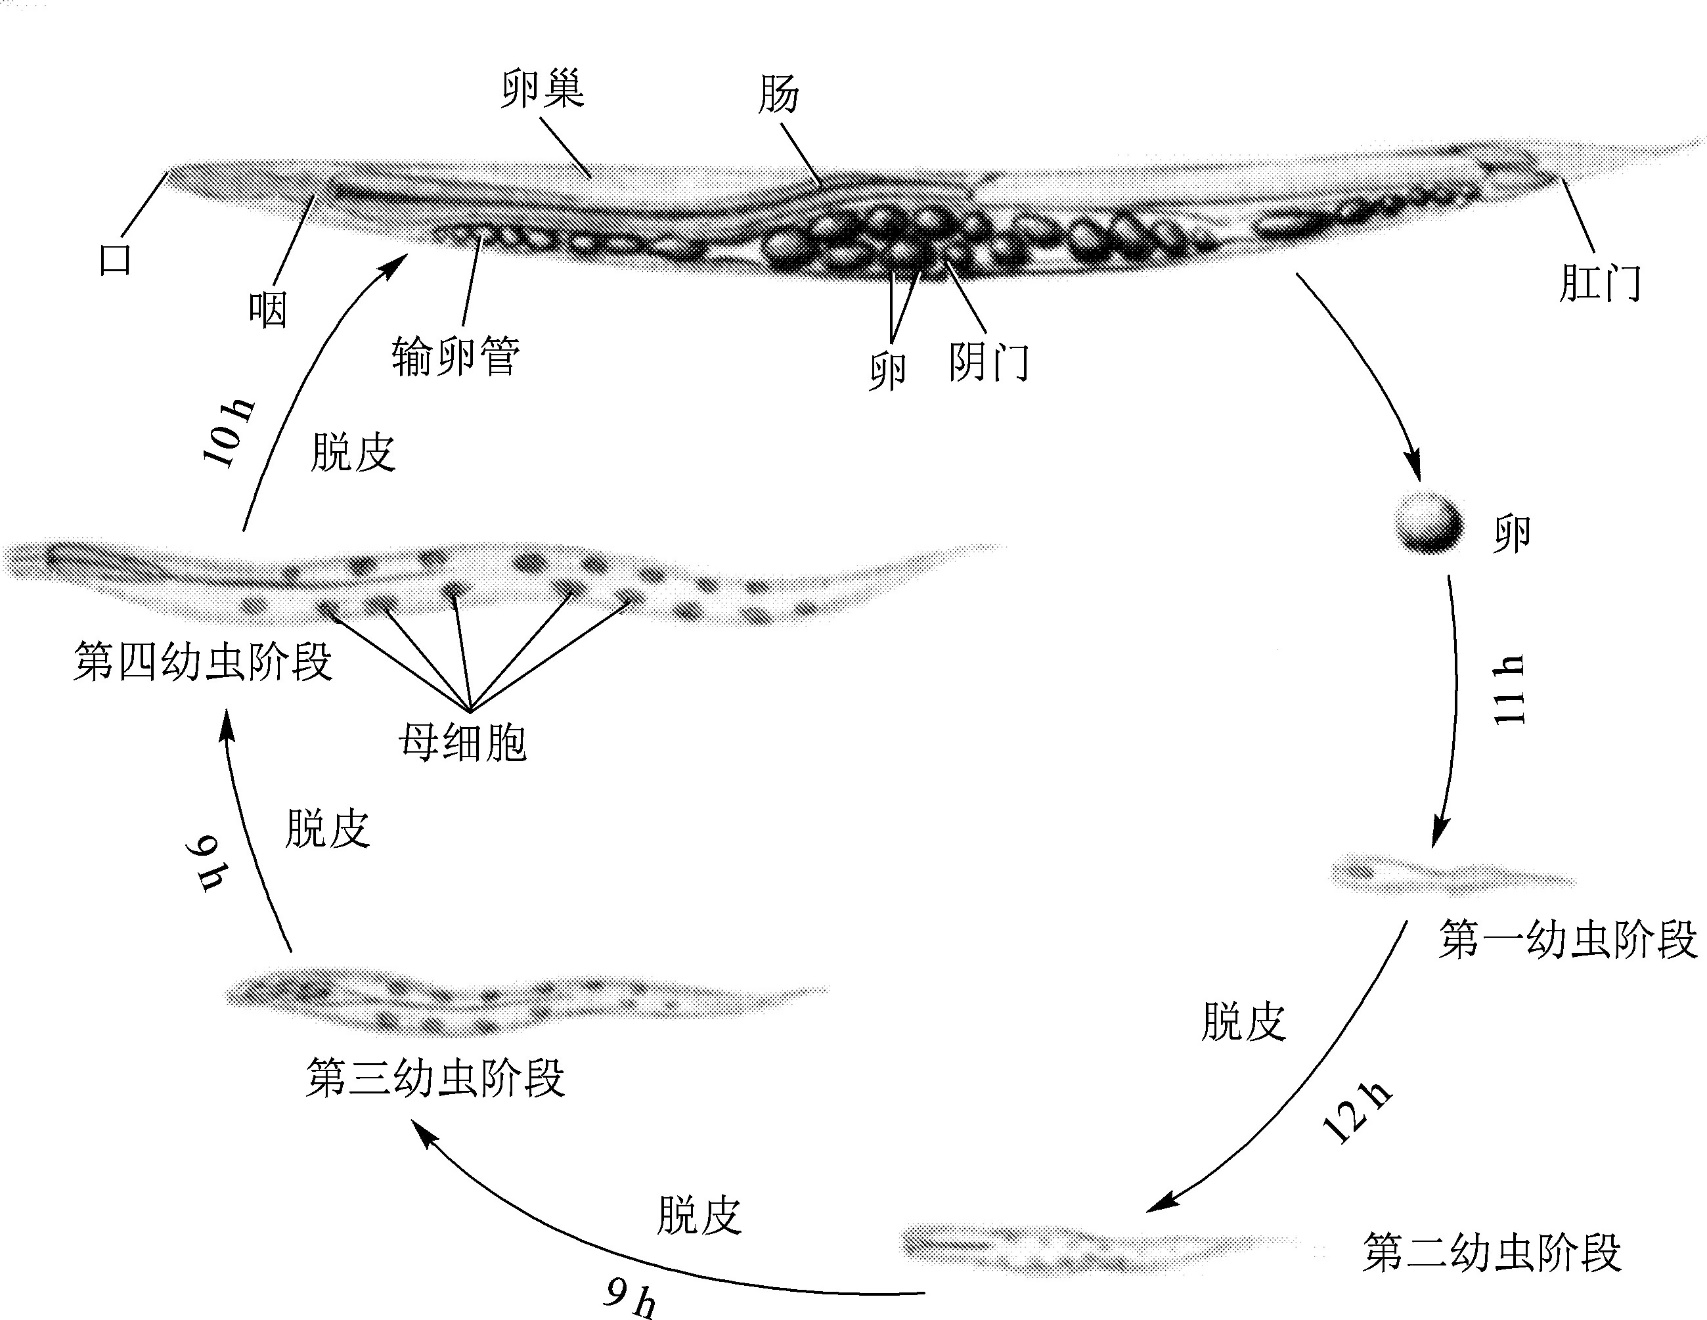 卵巢
肠
口
咽
输卵管
卵
阴门
肛门
10 h
脱皮
卵
第四幼虫阶段
母细胞
11 h
9 h
脱皮
第一幼虫阶段
脱皮
12 h
第三幼虫阶段
脱皮
9 h
第二幼虫阶段